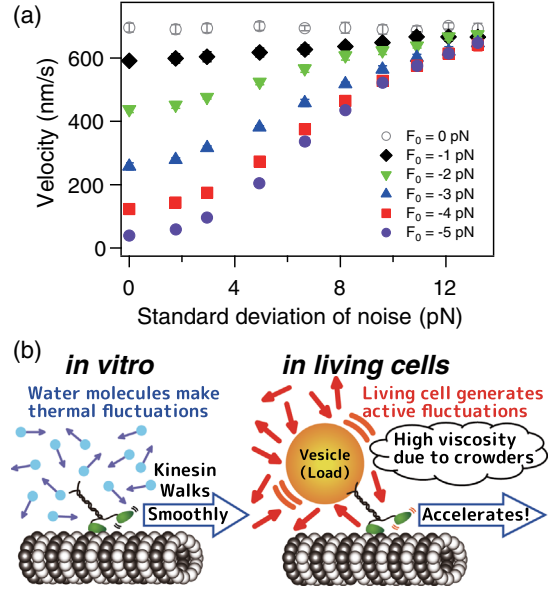 (a)
Velocity (nm/s)
600
400
200
0
F0 = 0 pN
F0 = -1 pN
F0 = -2 pN
F0 = -3 pN
F0 = -4 pN
F0 = -5 pN
0 4 8 12
Standard deviation of noise (pN)
(b)
in vitro
Water molecules make
thermal fluctuations
Kinesin
Walks
Smoothly
in living cells
Living cell generates
active fluctuations
Vesicle
(Load)
High viscosity
due to crowders
Accelerates!